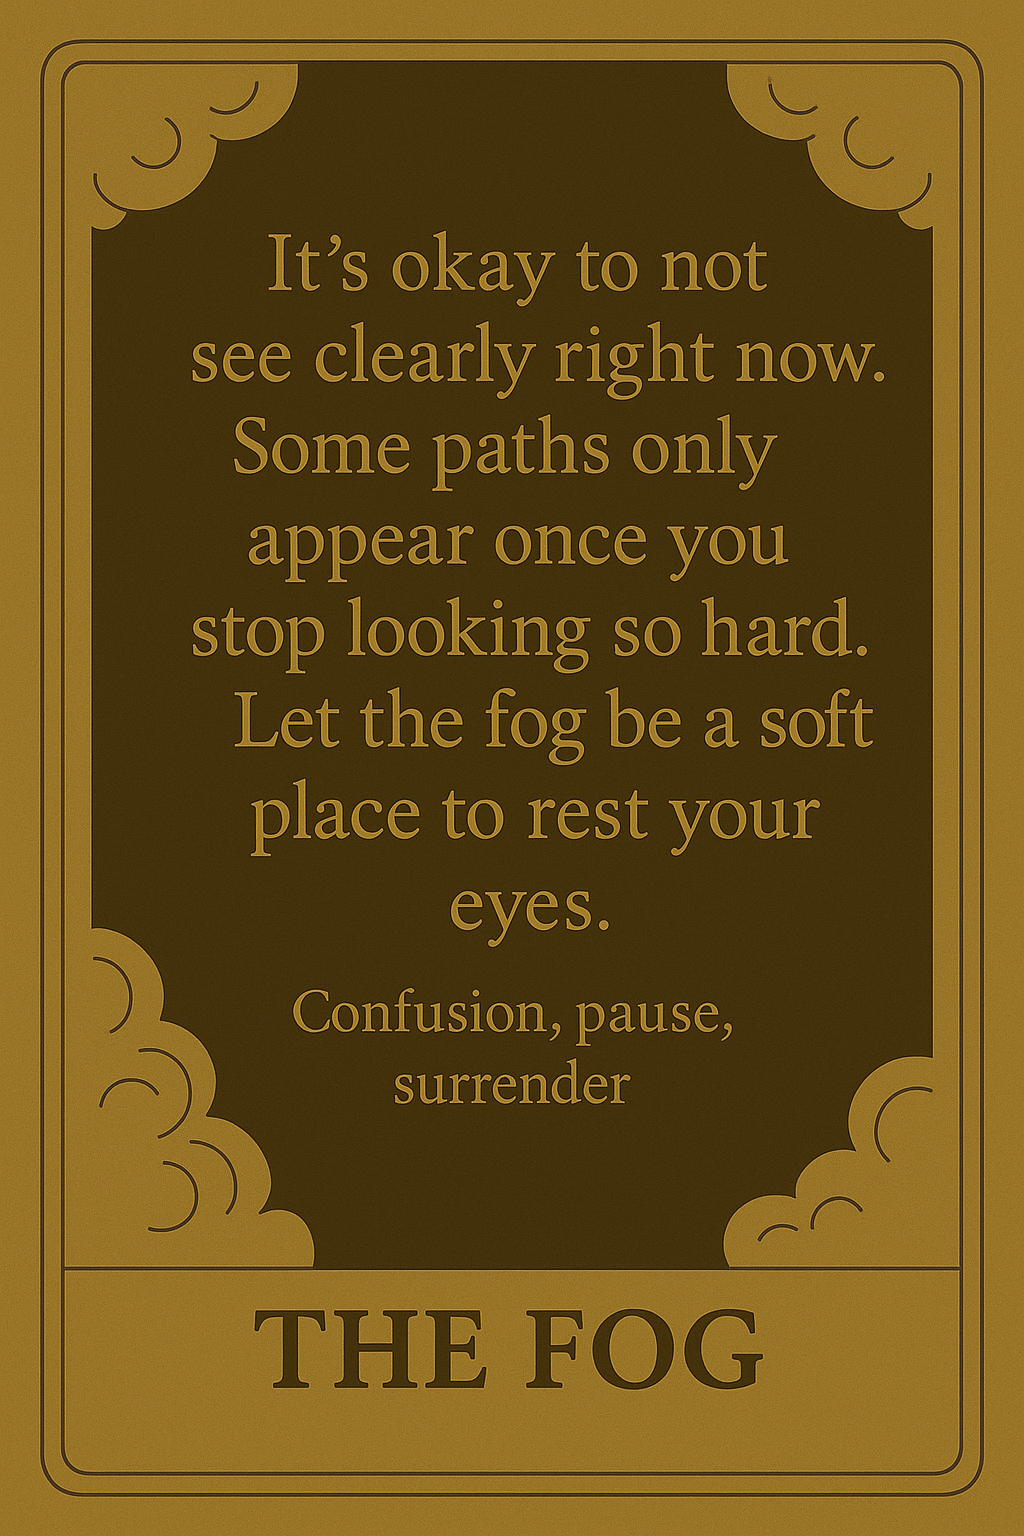 It’s okay to not
see clearly right now.
Some paths only
appear once you
stop looking so hard.
Let the fog be a soft
place to rest your
eyes.
Confusion, pause,
surrender
THE FOG